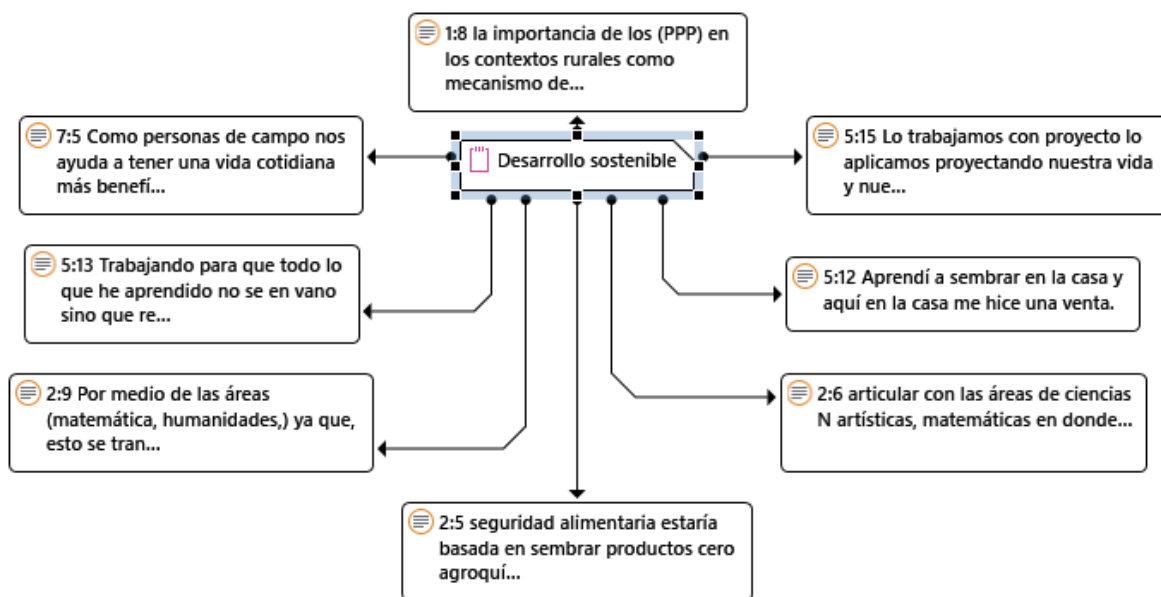 1:8 la importancia de los (PPP) en
los contextos rurales como
mecanismo de...
7:5 Como personas de campo nos
ayuda a tener una vida cotidiana
más benefí...
Desarrollo sostenible
5:15 Lo trabajamos con proyecto lo
aplicamos proyectando nuestra vida
y nue...
5:13 Trabajando para que todo lo
que he aprendido no se en vano
sino que re...
5:12 Aprendí a sembrar en la casa y
aquí en la casa me hice una venta.
2:9 Por medio de las áreas
(matemática, humanidades,) ya que,
esto se tran...
2:6 articular con las áreas de ciencias
N artísticas, matemáticas en donde...
2:5 seguridad alimentaria estaría
basada en sembrar productos cero
agroquí...